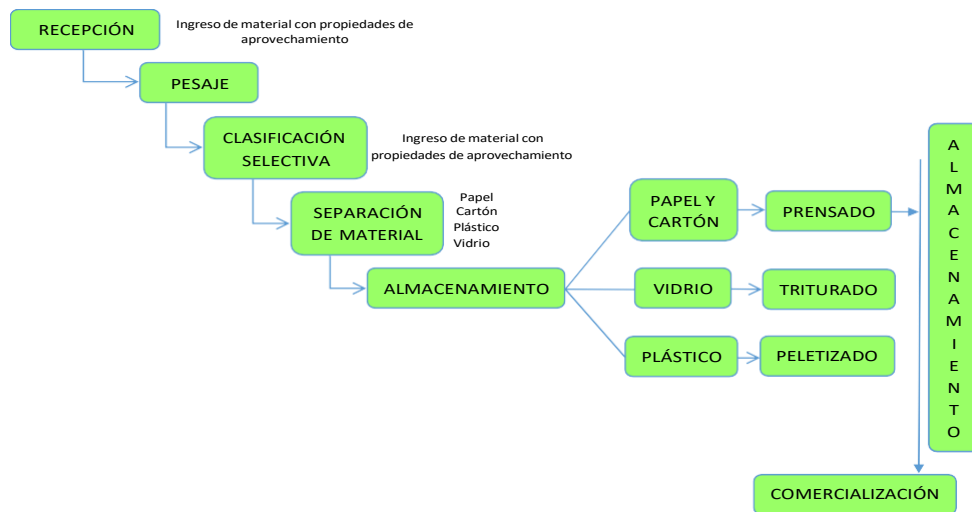 RECEPCIÓN
Ingreso de material con propiedades de
aprovechamiento
PESAJE
CLASIFICACIÓN
SELECTIVA
Ingreso de material con
propiedades de aprovechamiento
SEPARACIÓN
DE MATERIAL
Papel
Cartón
Plástico
Vidrio
ALMACENAMIENTO
PAPEL Y
CARTÓN
PRENSADO
VIDRIO
TRITURADO
PLÁSTICO
PELETIZADO
A
L
M
A
C
E
N
A
M
I
E
N
T
O
COMERCIALIZACIÓN